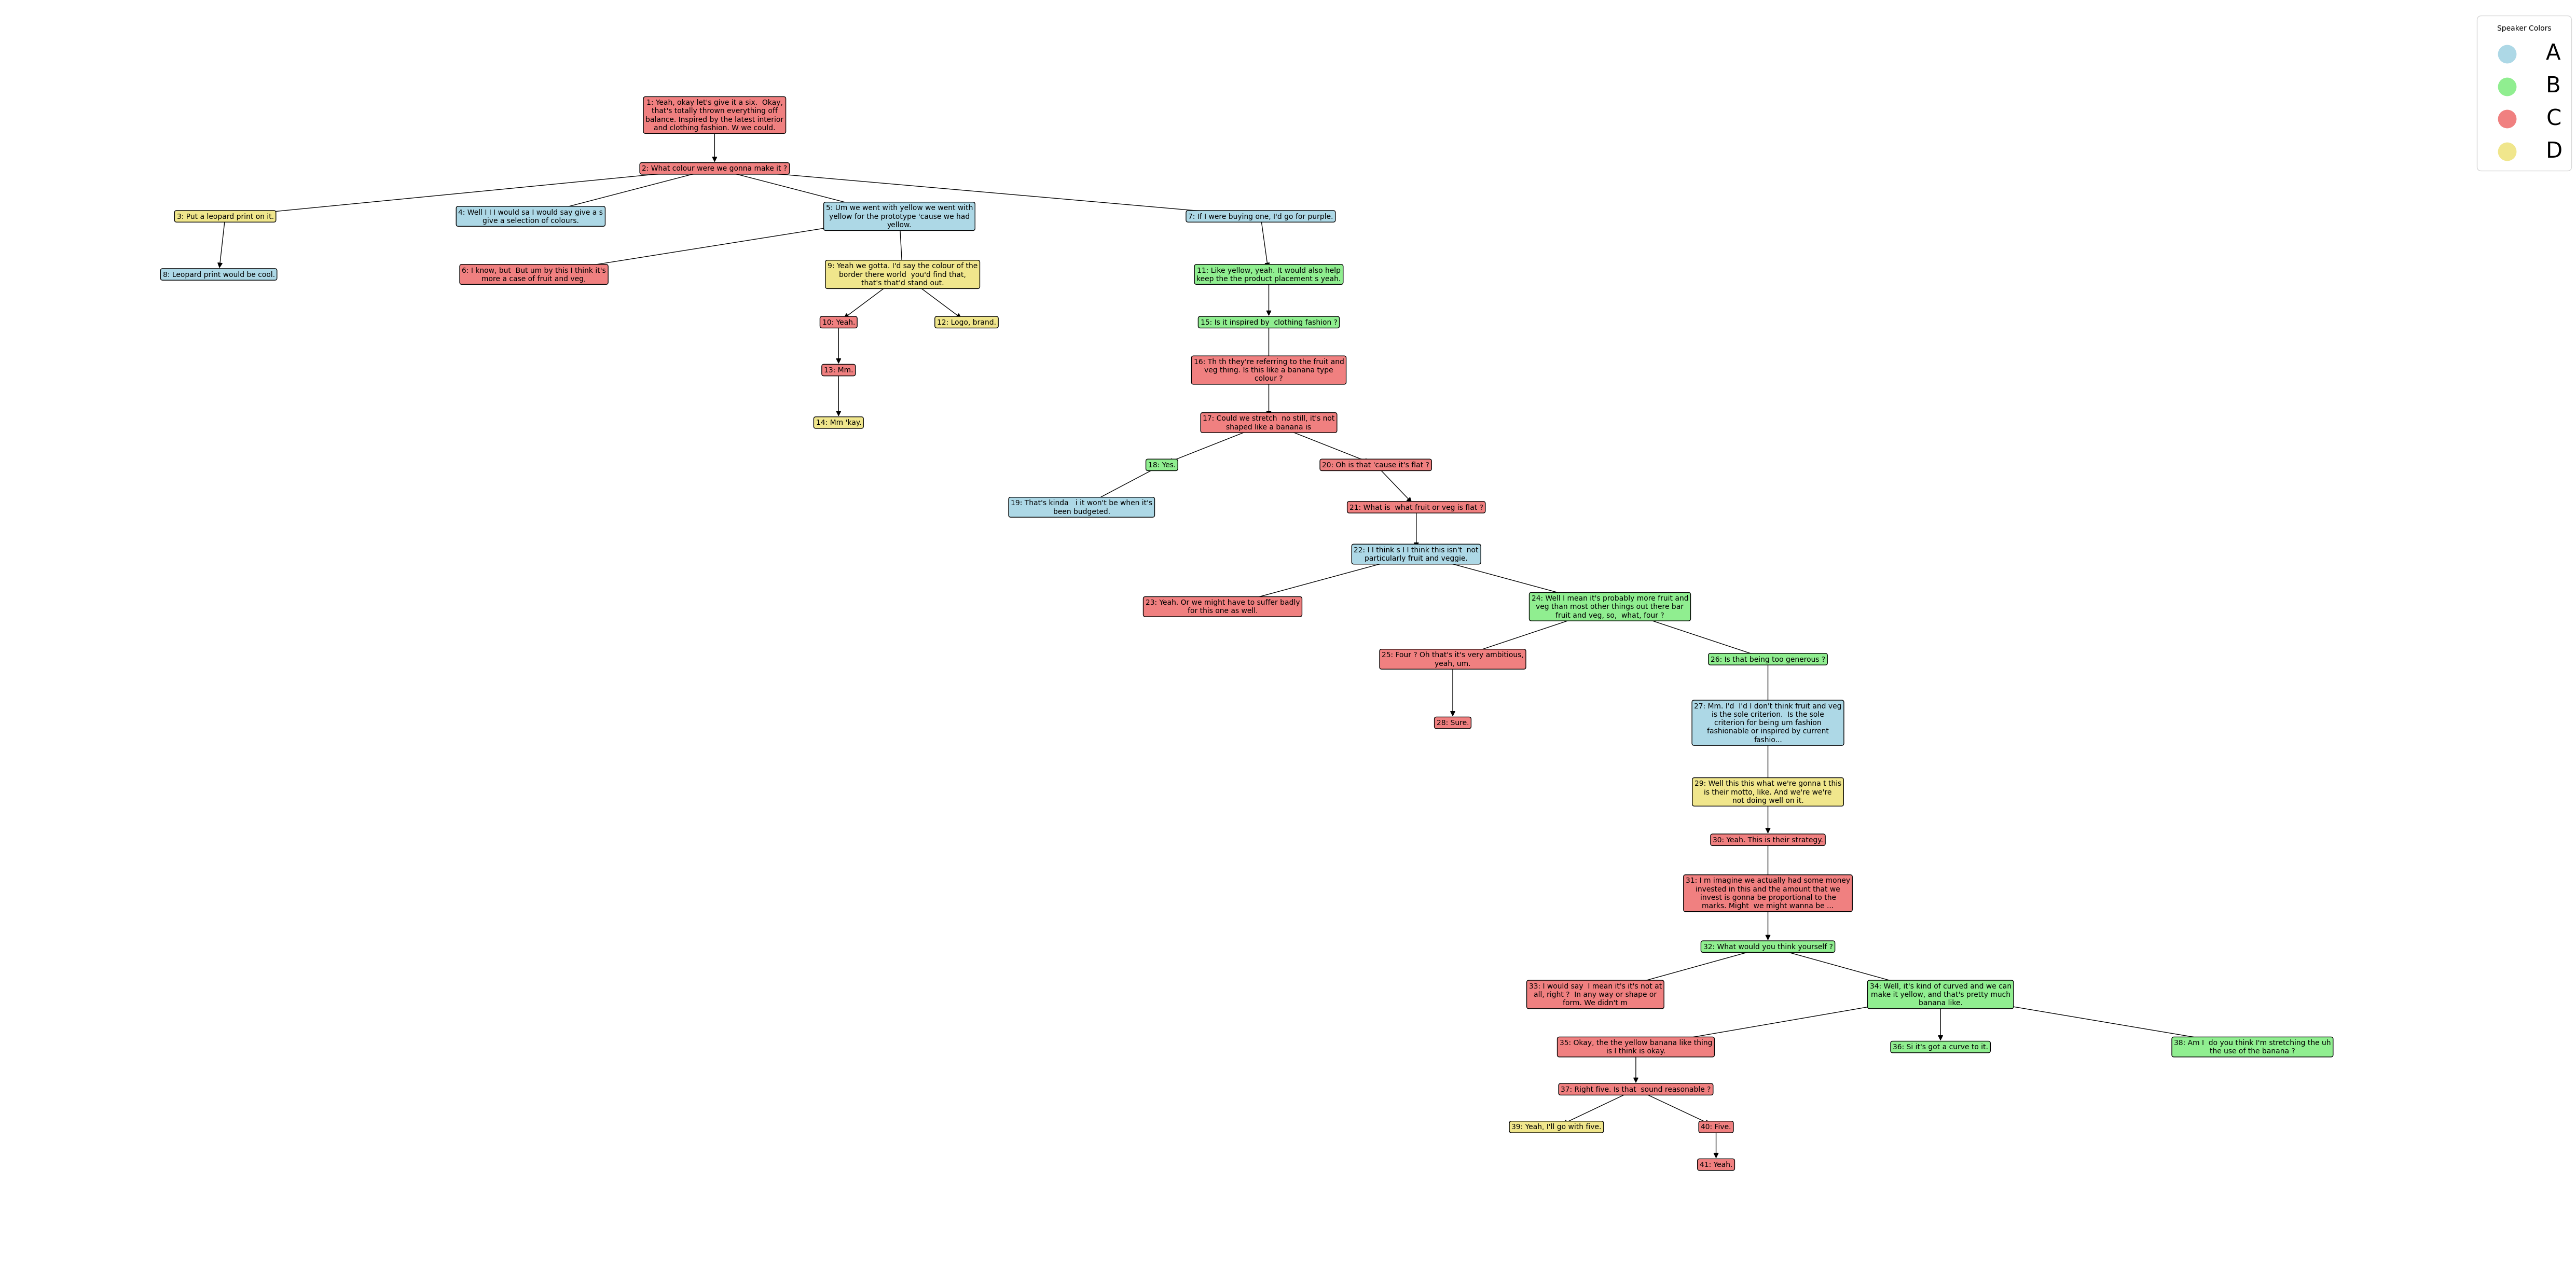 Speaker Colors
A
B
C
D
1: Yeah, okay let's give it a six.  Okay,
that's totally thrown everything off
balance. Inspired by the latest interior
and clothing fashion. W we could.
2: What colour were we gonna make it ?
3: Put a leopard print on it.
4: Well I I I would sa I would say give a s
give a selection of colours.
5: Um we went with yellow we went with
yellow for the prototype 'cause we had
yellow.
7: If I were buying one, I'd go for purple.
8: Leopard print would be cool.
6: I know, but  But um by this I think it's
more a case of fruit and veg,
9: Yeah we gotta. I'd say the colour of the
border there world  you'd find that,
that's that'd stand out.
11: Like yellow, yeah. It would also help
keep the the product placement s yeah.
10: Yeah.
12: Logo, brand.
15: Is it inspired by  clothing fashion ?
13: Mm.
16: Th th they're referring to the fruit and
veg thing. Is this like a banana type
colour ?
14: Mm 'kay.
17: Could we stretch  no still, it's not
shaped like a banana is
18: Yes.
20: Oh is that 'cause it's flat ?
19: That's kinda   i it won't be when it's
been budgeted.
21: What is  what fruit or veg is flat ?
22: I I think s I I think this isn't  not
particularly fruit and veggie.
23: Yeah. Or we might have to suffer badly
for this one as well.
24: Well I mean it's probably more fruit and
veg than most other things out there bar
fruit and veg, so,  what, four ?
25: Four ? Oh that's it's very ambitious,
yeah, um.
26: Is that being too generous ?
28: Sure.
27: Mm. I'd  I'd I don't think fruit and veg
is the sole criterion.  Is the sole
criterion for being um fashion
fashionable or inspired by current
fashio...
29: Well this this what we're gonna t this
is their motto, like. And we're we're
not doing well on it.
30: Yeah. This is their strategy.
31: I m imagine we actually had some money
invested in this and the amount that we
invest is gonna be proportional to the
marks. Might  we might wanna be ...
32: What would you think yourself ?
33: I would say  I mean it's it's not at
all, right ?  In any way or shape or
form. We didn't m
34: Well, it's kind of curved and we can
make it yellow, and that's pretty much
banana like.
35: Okay, the the yellow banana like thing
is I think is okay.
36: Si it's got a curve to it.
38: Am I  do you think I'm stretching the uh
the use of the banana ?
37: Right five. Is that  sound reasonable ?
39: Yeah, I'll go with five.
40: Five.
41: Yeah.